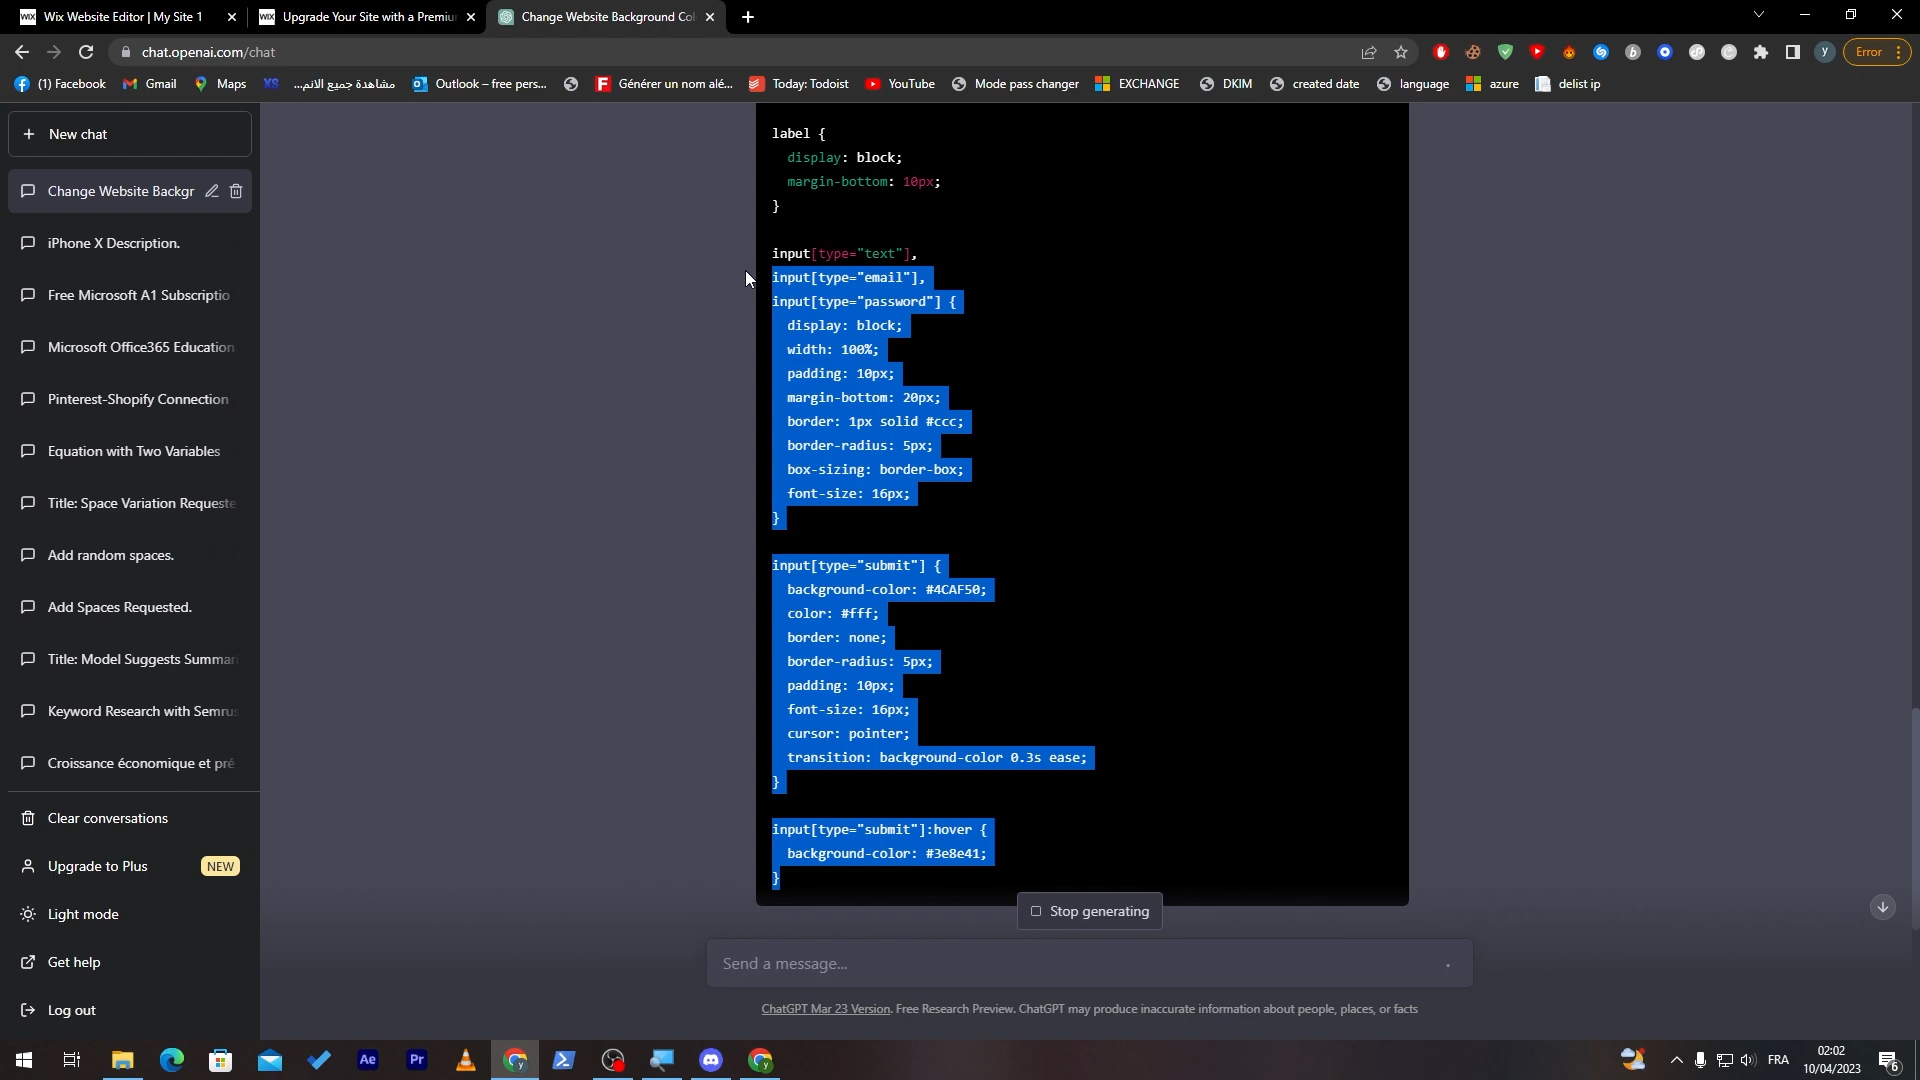 Wix Website Editor | My Site 1
Upgrade Your Site with a Premiu
Change Website Background Col
chat.openai.com/chat
Error
(1) Facebook
Gmail
Maps
XS
مشاهدة جميع الانم...
Outlook – free pers...
Générer un nom alé...
Today: Todoist
YouTube
Mode pass changer
EXCHANGE
DKIM
created date
language
azure
delist ip
New chat
Change Website Backgr
iPhone X Description.
Free Microsoft A1 Subscriptio
Microsoft Office365 Education
Pinterest-Shopify Connection
Equation with Two Variables
Title: Space Variation Requeste
Add random spaces.
Add Spaces Requested.
Title: Model Suggests Summar
Keyword Research with Semrus
Croissance économique et pré
Clear conversations
Upgrade to Plus
NEW
Light mode
Get help
Log out
label {
display: block;
margin-bottom: 10px;
}
input[type="text"],
input[type="email"],
input[type="password"] {
display: block;
width: 100%;
padding: 10px;
margin-bottom: 20px;
border: 1px solid #ccc;
border-radius: 5px;
box-sizing: border-box;
font-size: 16px;
}
input[type="submit"] {
background-color: #4CAF50;
color: #fff;
border: none;
border-radius: 5px;
padding: 10px;
font-size: 16px;
cursor: pointer;
transition: background-color 0.3s ease;
}
input[type="submit"]:hover {
background-color: #3e8e41;
}
Stop generating
Send a message...
ChatGPT Mar 23 Version. Free Research Preview. ChatGPT may produce inaccurate information about people, places, or facts
Ae
Pr
FRA
02:02
10/04/2023
6